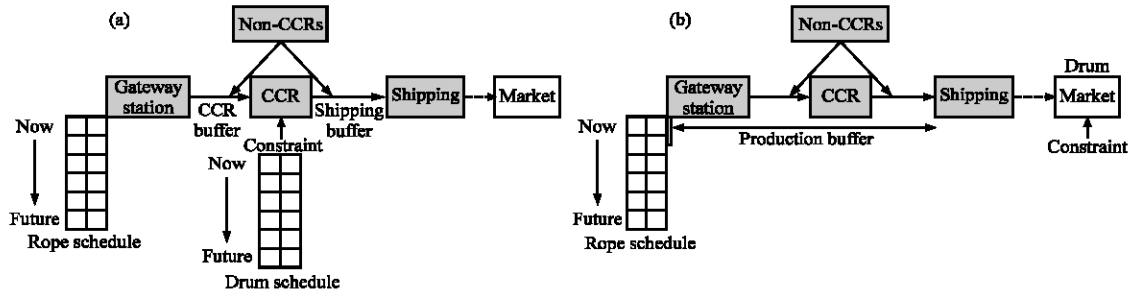 (a)
Non-CCRs
Gateway
station
CCR
Shipping
Market
CCR
buffer
Shipping
buffer
Constraint
Now
Future
Rope schedule
Now
Future
Drum schedule
(b)
Non-CCRs
Drum
Gateway
station
CCR
Shipping
Market
Production buffer
Constraint
Now
Future
Rope schedule